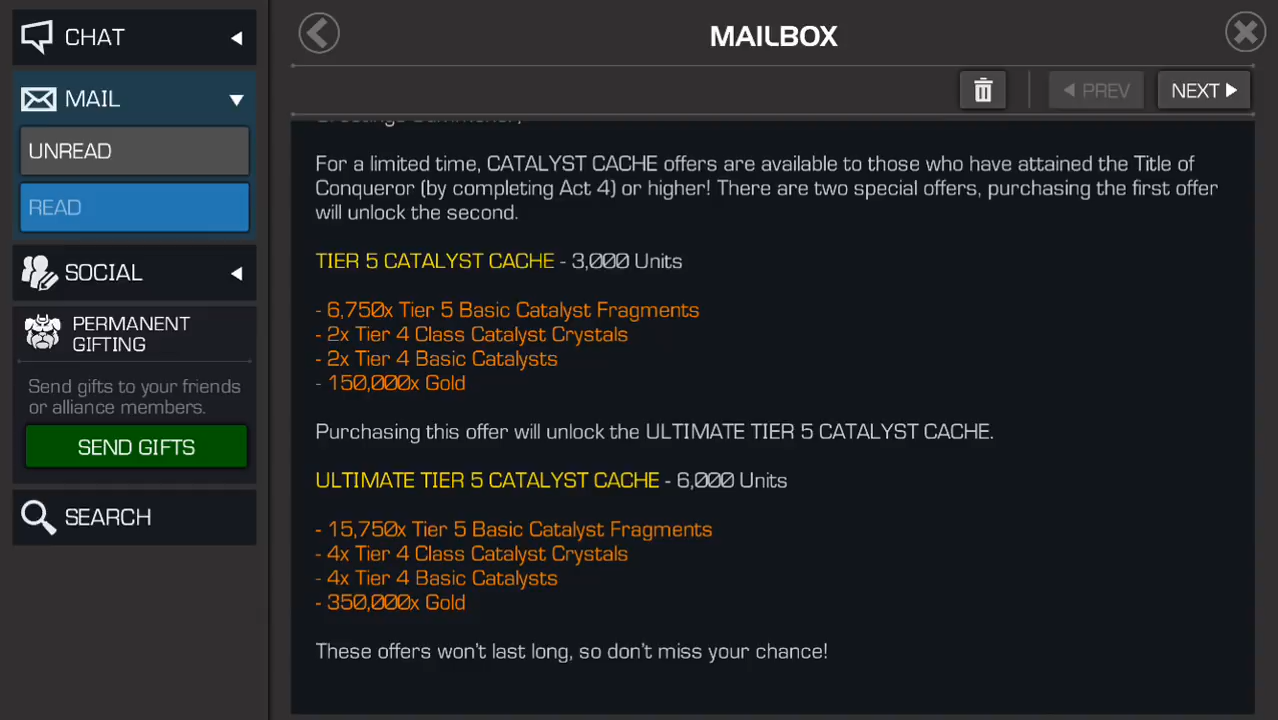 CHAT
MAIL
UNREAD
READ
SOCIAL
PERMANENT
GIFTING
Send gifts to your friends
or alliance members.
SEND GIFTS
SEARCH
MAILBOX
PREV
NEXT
For a limited time, CATALYST CACHE offers are available to those who have attained the Title of
Conqueror (by completing Act 4) or higher! There are two special offers, purchasing the first offer
will unlock the second.
TIER 5 CATALYST CACHE - 3,000 Units
- 6,750x Tier 5 Basic Catalyst Fragments
- 2x Tier 4 Class Catalyst Crystals
- 2x Tier 4 Basic Catalysts
- 150,000x Gold
Purchasing this offer will unlock the ULTIMATE TIER 5 CATALYST CACHE.
ULTIMATE TIER 5 CATALYST CACHE - 6,000 Units
- 15,750x Tier 5 Basic Catalyst Fragments
- 4x Tier 4 Class Catalyst Crystals
- 4x Tier 4 Basic Catalysts
- 350,000x Gold
These offers won't last long, so don't miss your chance!